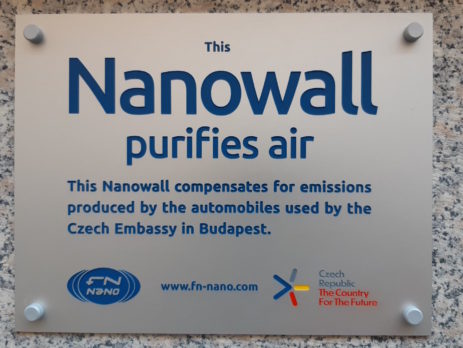 This
Nanowall
purifies air
This Nanowall compensates for emissions
produced by the automobiles used by the
Czech Embassy in Budapest.
FN
NANO
www.fn-nano.com
Czech
Republic
The Country
For The Future